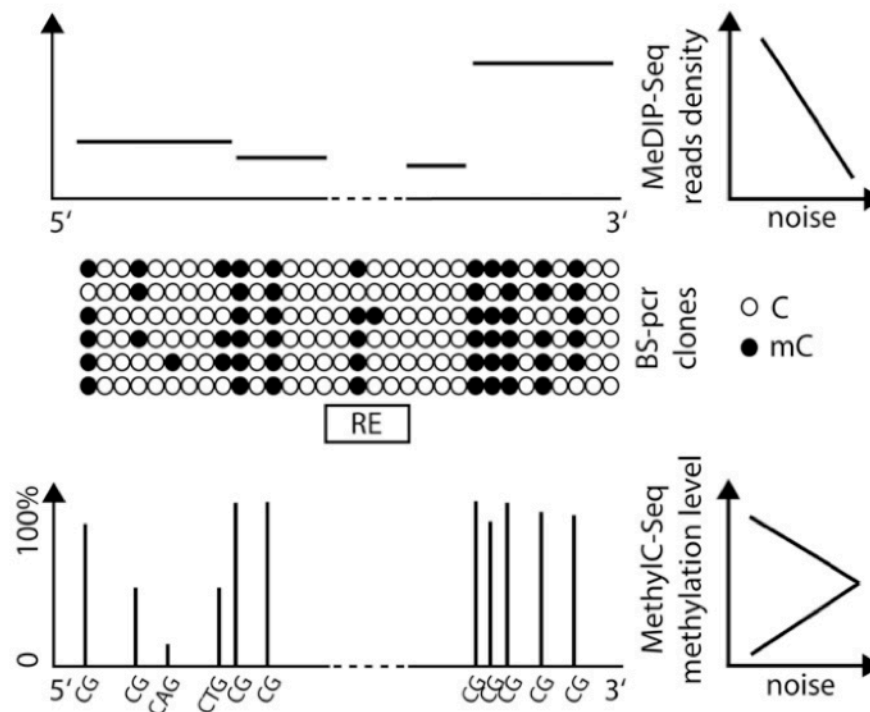 MeDIP-Seq
reads density
5‘
3‘
noise
BS-pcr
clones
C
mC
RE
100%
0
MethylC-Seq
methylation level
5‘
CG
CG
CAG
CTG
CG
CG
CG
CG
CG
CG
CG
3‘
noise